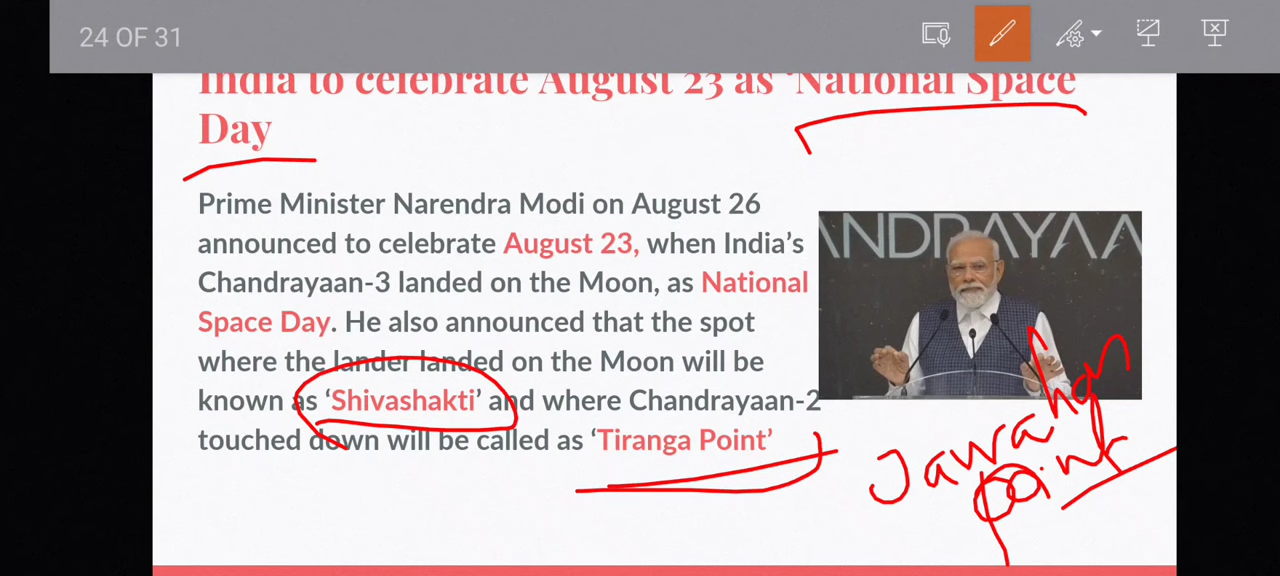 24 OF 31
India to celebrate August 23 as ‘National Space
Day
Prime Minister Narendra Modi on August 26
announced to celebrate August 23, when India’s
Chandrayaan-3 landed on the Moon, as National
Space Day. He also announced that the spot
where the lander landed on the Moon will be
known as ‘Shivashakti’ and where Chandrayaan-2
touched down will be called as ‘Tiranga Point’
ANDRAYAA
Jawahar
point